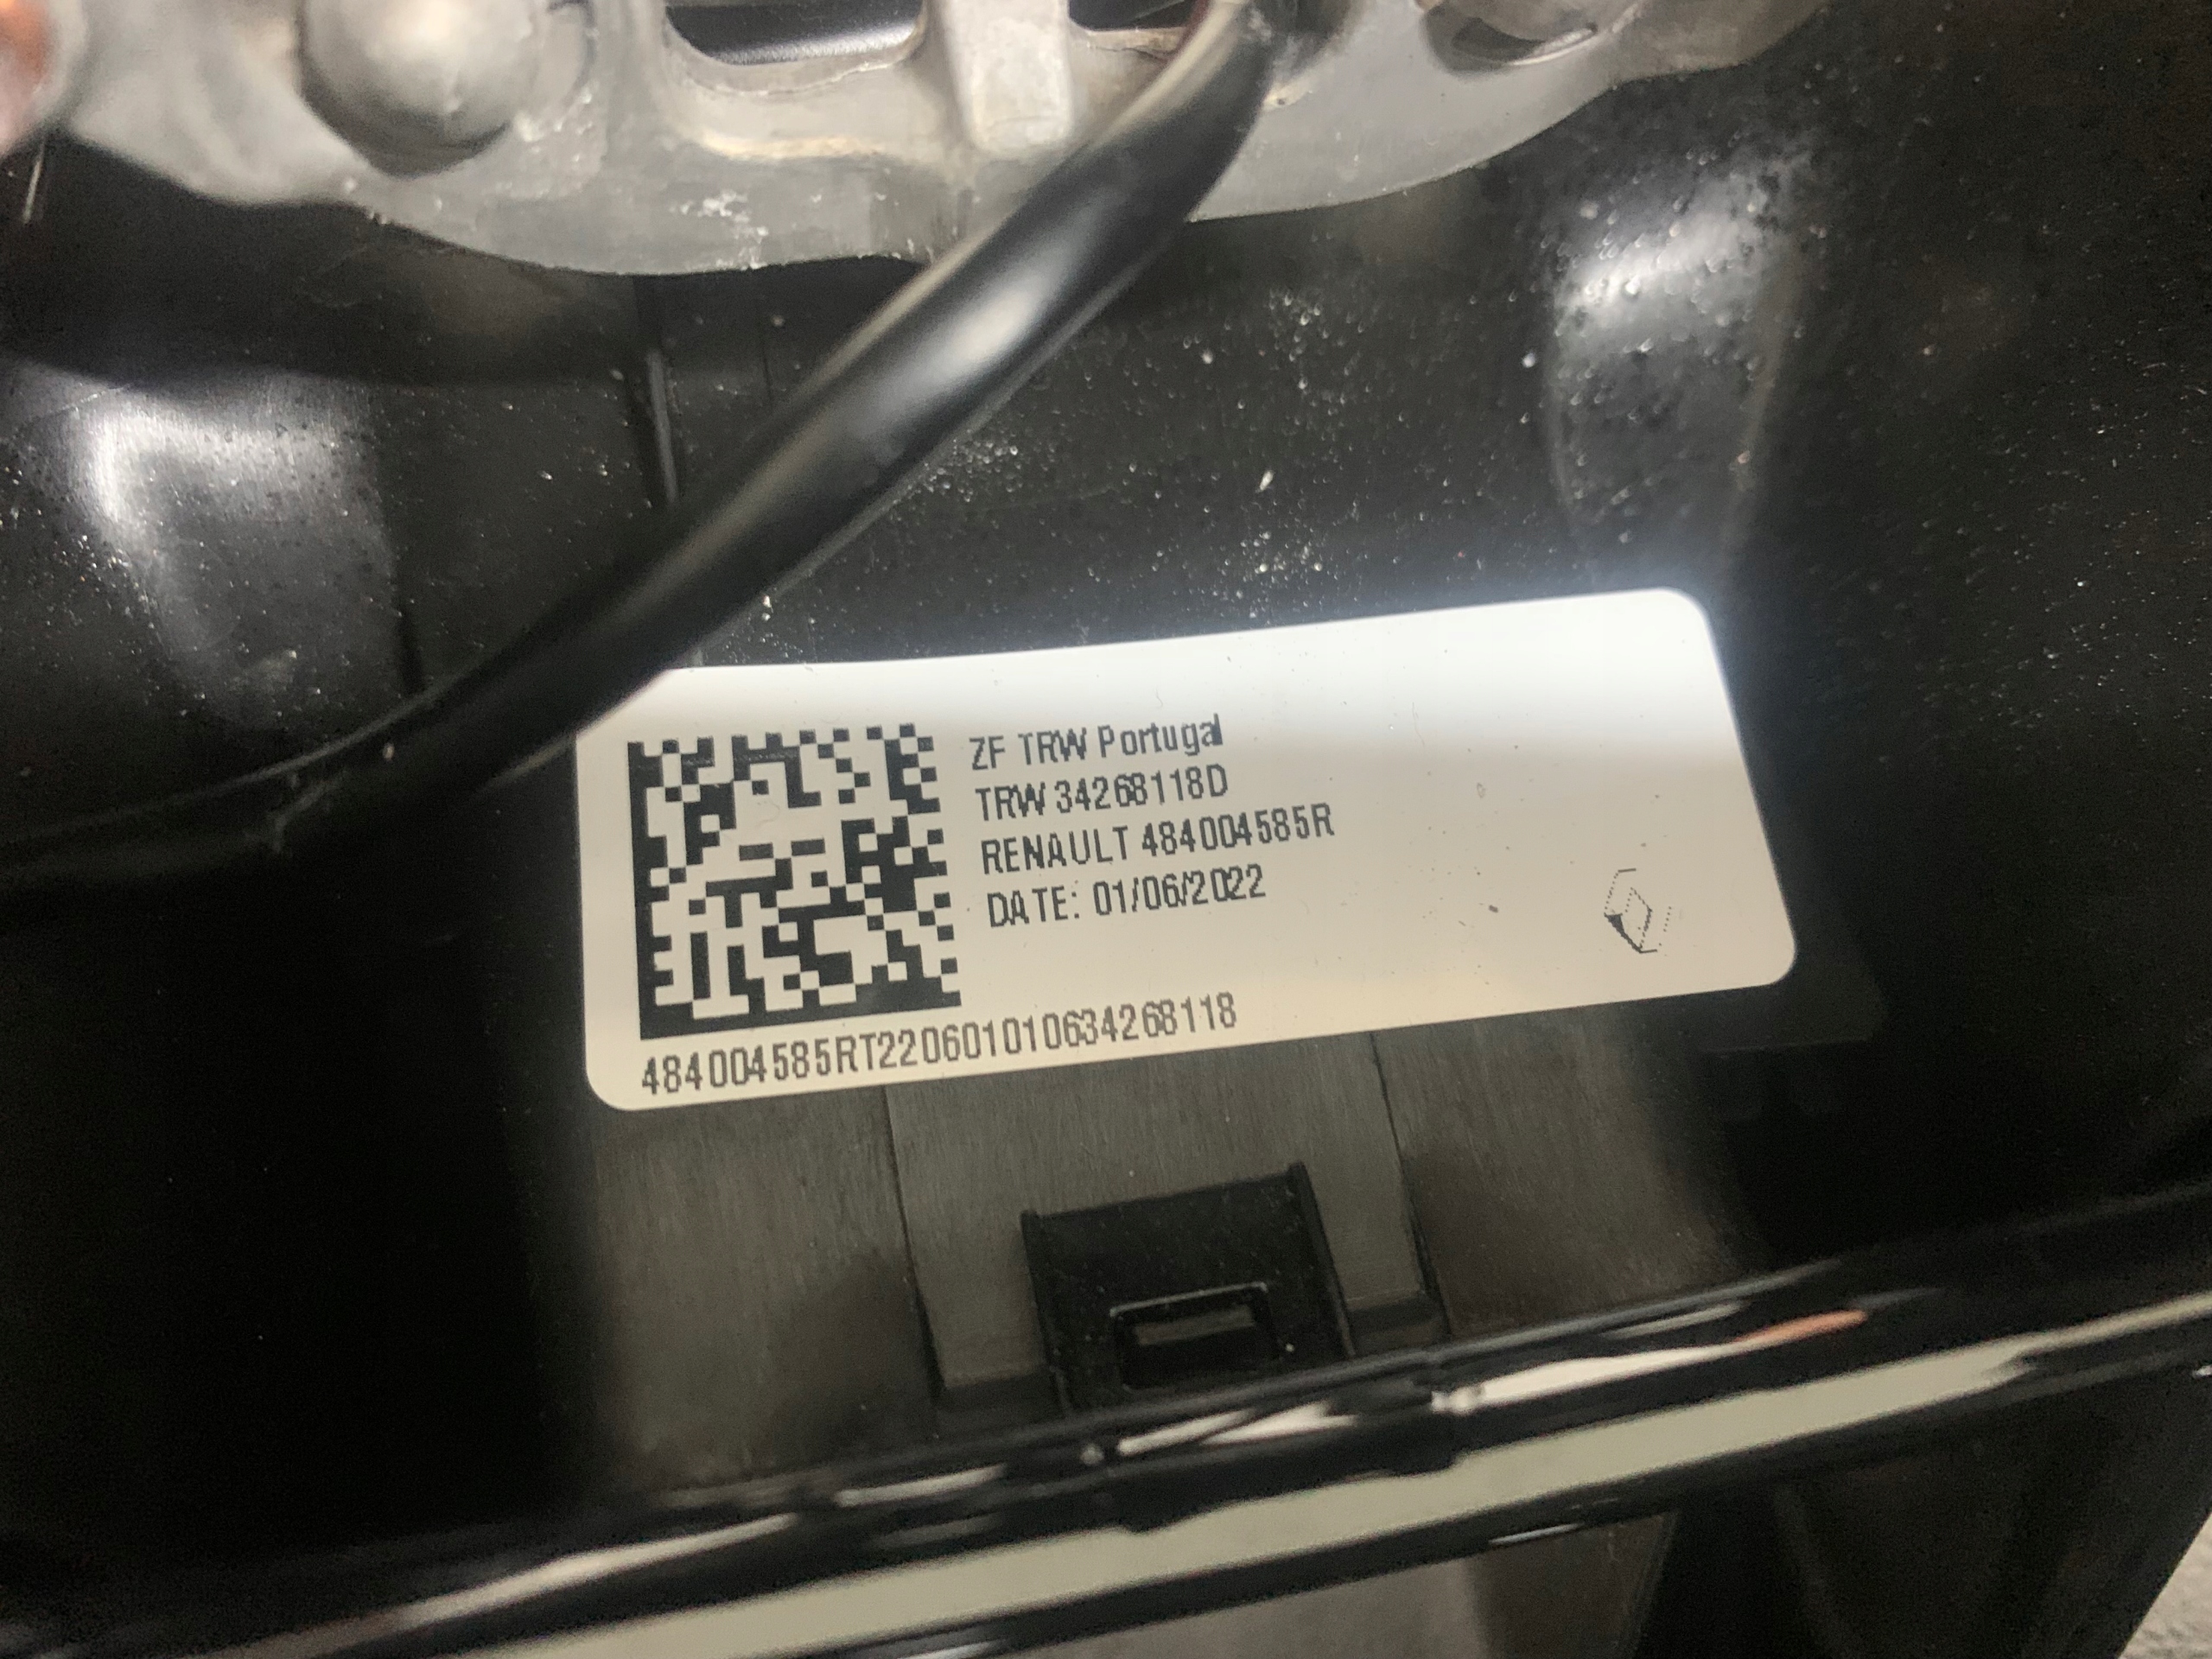 ZF TRW Portugal
TRW 34268118D
RENAULT 484004585R
DATE: 01/06/2022
484004585RT220601010634268118